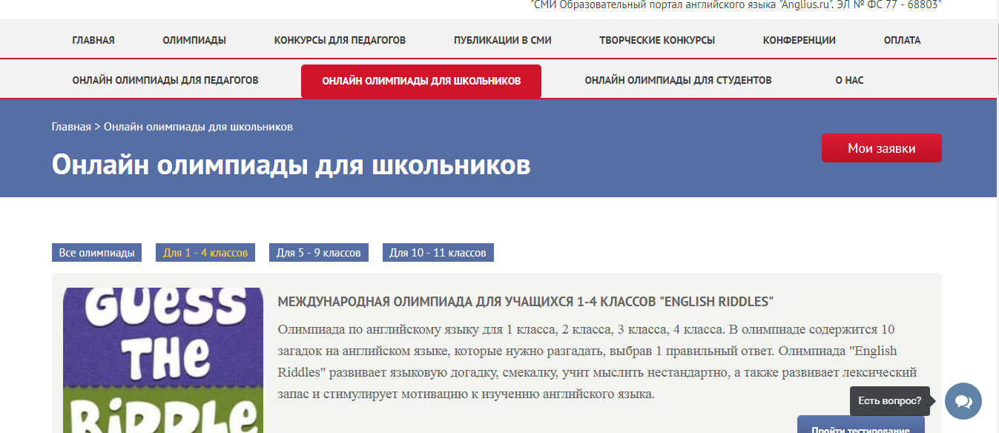 "СМИ Образовательный портал английского языка "Anglius.ru". ЭЛ № ФС 77 - 68803"
ГЛАВНАЯ ОЛИМПИАДЫ КОНКУРСЫ ДЛЯ ПЕДАГОГОВ ПУБЛИКАЦИИ В СМИ ТВОРЧЕСКИЕ КОНКУРСЫ КОНФЕРЕНЦИИ ОПЛАТА
ОНЛАЙН ОЛИМПИАДЫ ДЛЯ ПЕДАГОГОВ ОНЛАЙН ОЛИМПИАДЫ ДЛЯ ШКОЛЬНИКОВ ОНЛАЙН ОЛИМПИАДЫ ДЛЯ СТУДЕНТОВ О НАС
Главная > Онлайн олимпиады для школьников
Мои заявки
Онлайн олимпиады для школьников
Все олимпиады Для 1 - 4 классов Для 5 - 9 классов Для 10 - 11 классов
GUESS
THE
RIDDLE
МЕЖДУНАРОДНАЯ ОЛИМПИАДА ДЛЯ УЧАЩИХСЯ 1-4 КЛАССОВ "ENGLISH RIDDLES"
Олимпиада по английскому языку для 1 класса, 2 класса, 3 класса, 4 класса. В олимпиаде содержится 10
загадок на английском языке, которые нужно разгадать, выбрав 1 правильный ответ. Олимпиада "English
Riddles" развивает языковую догадку, смекалку, учит мыслить нестандартно, а также развивает лексический
запас и стимулирует мотивацию к изучению английского языка.
Есть вопрос?
Пройти тестирование